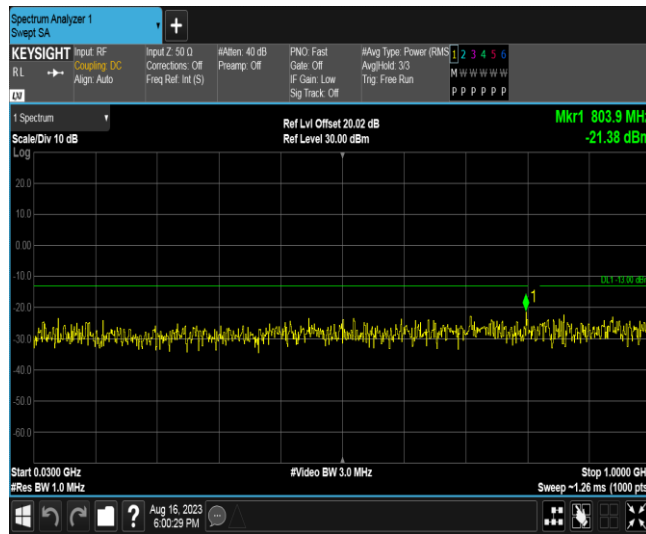 Spectrum Analyzer 1
Swept SA
KEYSIGHT
RL
LXI
Input: RF
Coupling: DC
Align: Auto
Input Z: 50 Ω
Corrections: Off
Freq Ref: Int (S)
#Atten: 40 dB
Preamp: Off
PNO: Fast
Gate: Off
IF Gain: Low
Sig Track: Off
#Avg Type: Power (RMS
Avg|Hold: 3/3
Trig: Free Run
1 2 3 4 5 6
M W W W W W
P P P P P P
1 Spectrum
Scale/Div 10 dB
Ref Lvl Offset 20.02 dB
Ref Level 30.00 dBm
Mkr1 803.9 MHz
-21.38 dBm
Log
20.0
10.0
0.00
-10.0
DL1 -13.00 dBm
1
-20.0
-30.0
-40.0
-50.0
-60.0
Start 0.0300 GHz
#Video BW 3.0 MHz
Stop 1.0000 GH
#Res BW 1.0 MHz
Sweep ~1.26 ms (1000 pts
?
Aug 16, 2023
6:00:29 PM